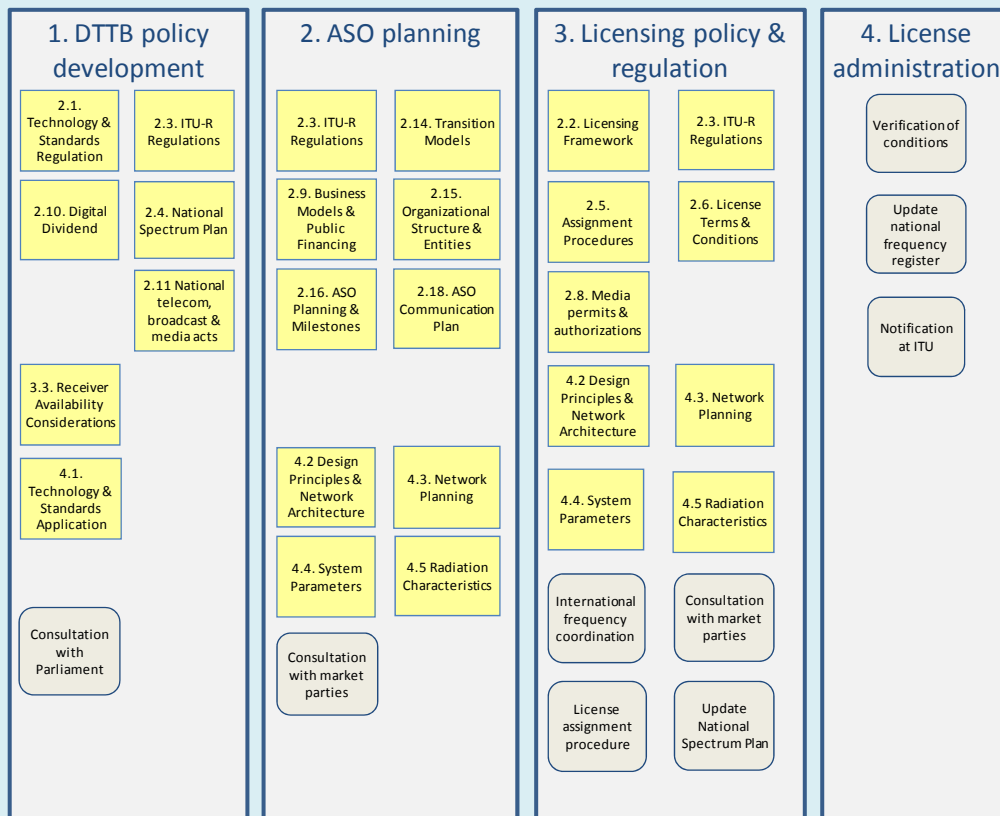 1. DTTB policy
development
2.1.
Technology &
Standards
Regulation
2.3. ITU-R
Regulations
2.10. Digital
Dividend
2.4. National
Spectrum Plan
2.11 National
telecom,
broadcast &
media acts
3.3. Receiver
Availability
Considerations
4.1.
Technology &
Standards
Application
Consultation
with
Parliament
2. ASO planning
2.3. ITU-R
Regulations
2.14. Transition
Models
2.9. Business
Models &
Public
Financing
2.15.
Organizational
Structure &
Entities
2.16. ASO
Planning &
Milestones
2.18. ASO
Communication
Plan
4.2 Design
Principles &
Network
Architecture
4.3. Network
Planning
4.4. System
Parameters
4.5 Radiation
Characteristics
Consultation
with market
parties
3. Licensing policy &
regulation
2.2. Licensing
Framework
2.3. ITU-R
Regulations
2.5.
Assignment
Procedures
2.6. License
Terms &
Conditions
2.8. Media
permits &
authorizations
4.2 Design
Principles &
Network
Architecture
4.3. Network
Planning
4.4. System
Parameters
4.5 Radiation
Characteristics
International
frequency
coordination
Consultation
with market
parties
License
assignment
procedure
Update
National
Spectrum Plan
4. License
administration
Verification of
conditions
Update
national
frequency
register
Notification
at ITU